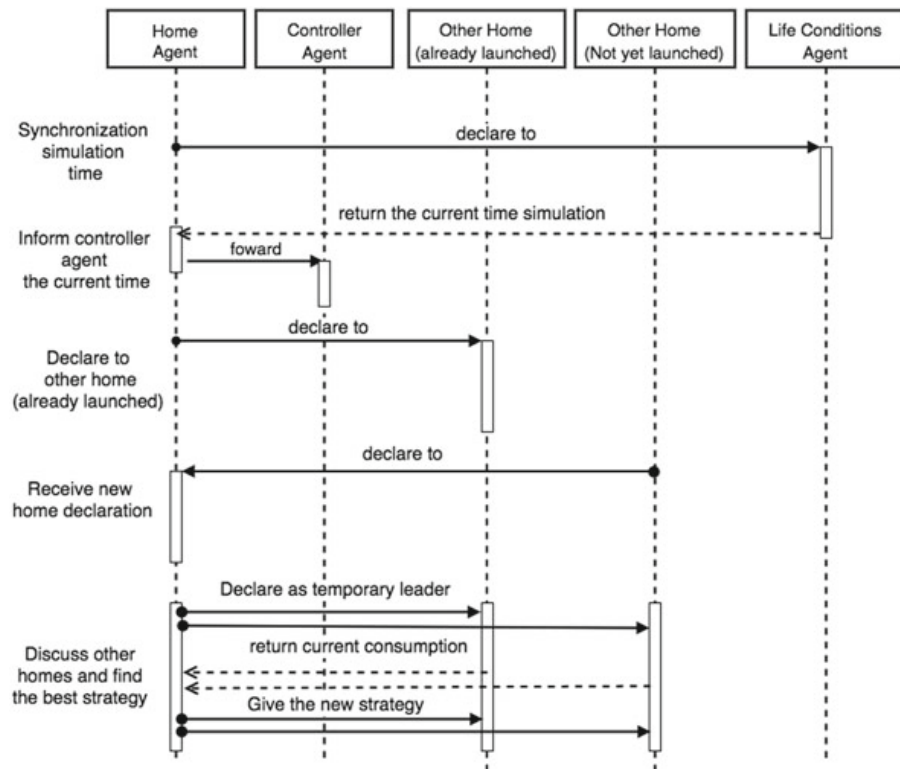 Home
Agent
Controller
Agent
Other Home
(already launched)
Other Home
(Not yet launched)
Life Conditions
Agent
Synchronization
simulation
time
declare to
return the current time simulation
Inform controller
agent
the current time
foward
declare to
Declare to
other home
(already launched)
declare to
Receive new
home declaration
Declare as temporary leader
return current consumption
Discuss other
homes and find
the best strategy
Give the new strategy